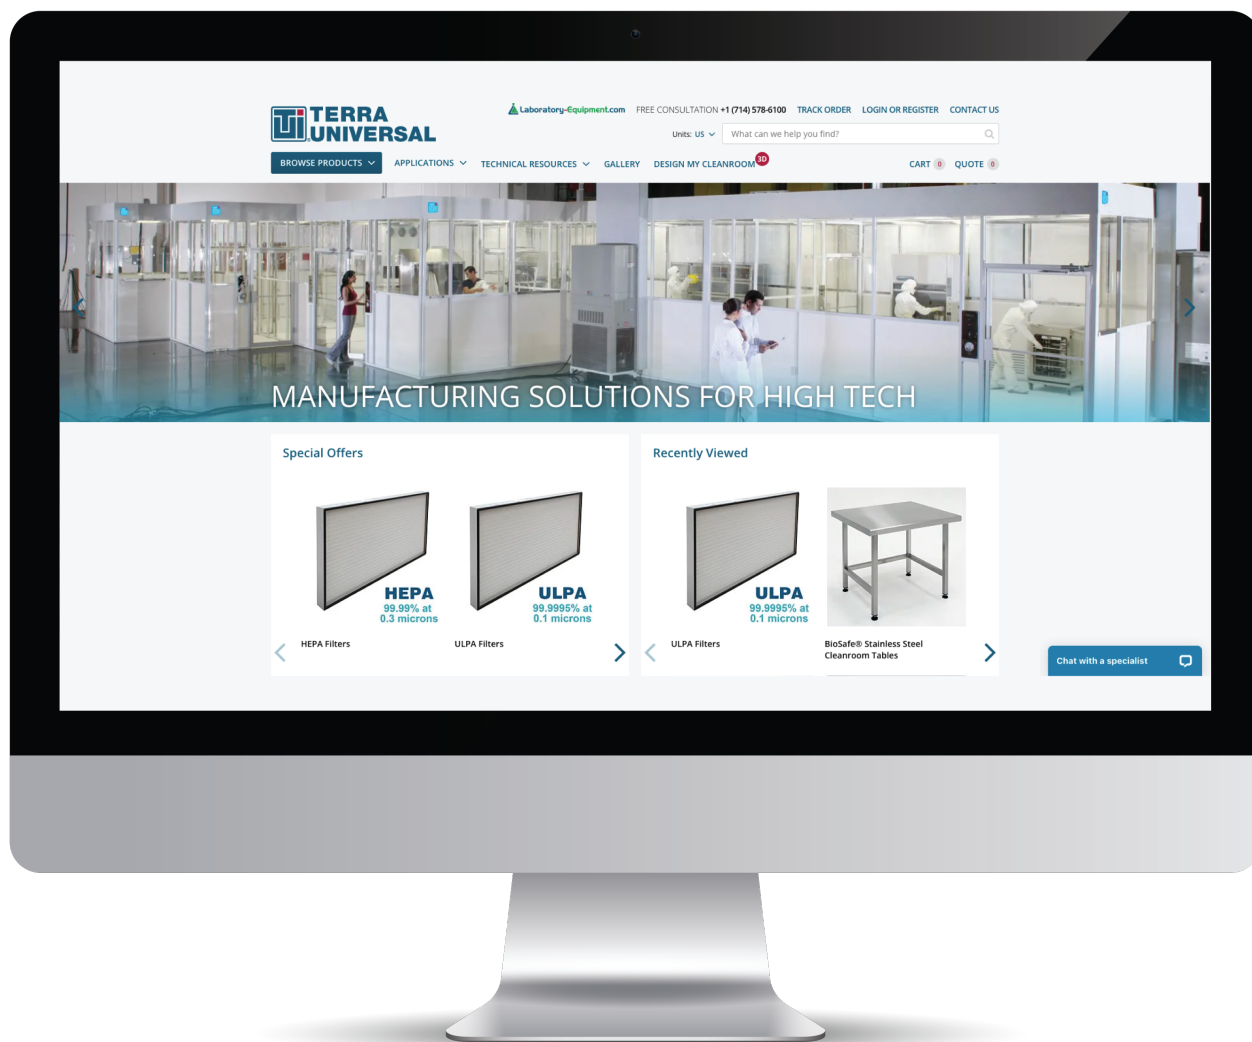 TERRA
UNIVERSAL
Laboratory-Equipment.com FREE CONSULTATION +1 (714) 578-6100 TRACK ORDER LOGIN OR REGISTER CONTACT US
Units: US What can we help you find?
BROWSE PRODUCTS APPLICATIONS TECHNICAL RESOURCES GALLERY DESIGN MY CLEANROOM 3D CART 0 QUOTE 0
MANUFACTURING SOLUTIONS FOR HIGH TECH
Special Offers
HEPA
99.99% at
0.3 microns
HEPA Filters
ULPA
99.9995% at
0.1 microns
ULPA Filters
Recently Viewed
ULPA
99.9995% at
0.1 microns
ULPA Filters
BioSafe® Stainless Steel
Cleanroom Tables
Chat with a specialist